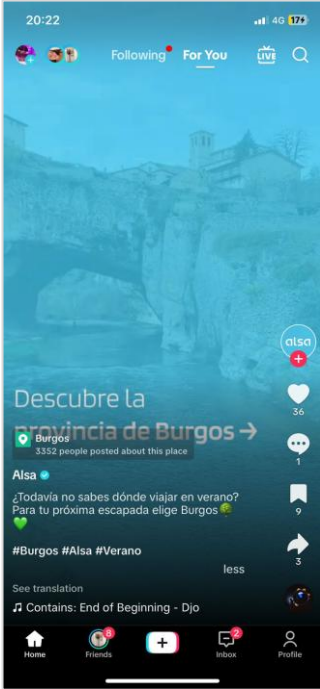 20:22
4G 17
Following
For You
LIVE
alsa
36
Descubre la
provincia de Burgos →
Burgos
3352 people posted about this place
1
Alsa
¿Todavía no sabes dónde viajar en verano?
Para tu próxima escapada elige Burgos🌳
💚
9
#Burgos #Alsa #Verano
3
less
See translation
♫ Contains: End of Beginning - Djo
8
2
Home
Friends
Inbox
Profile